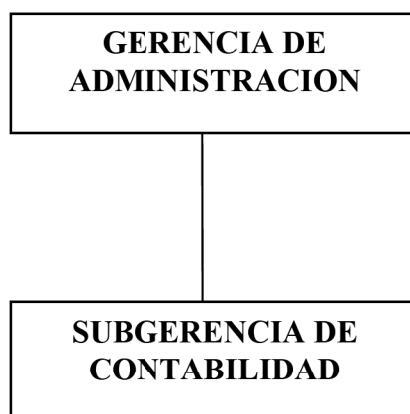 GERENCIA DE
ADMINISTRACION
SUBGERENCIA DE
CONTABILIDAD